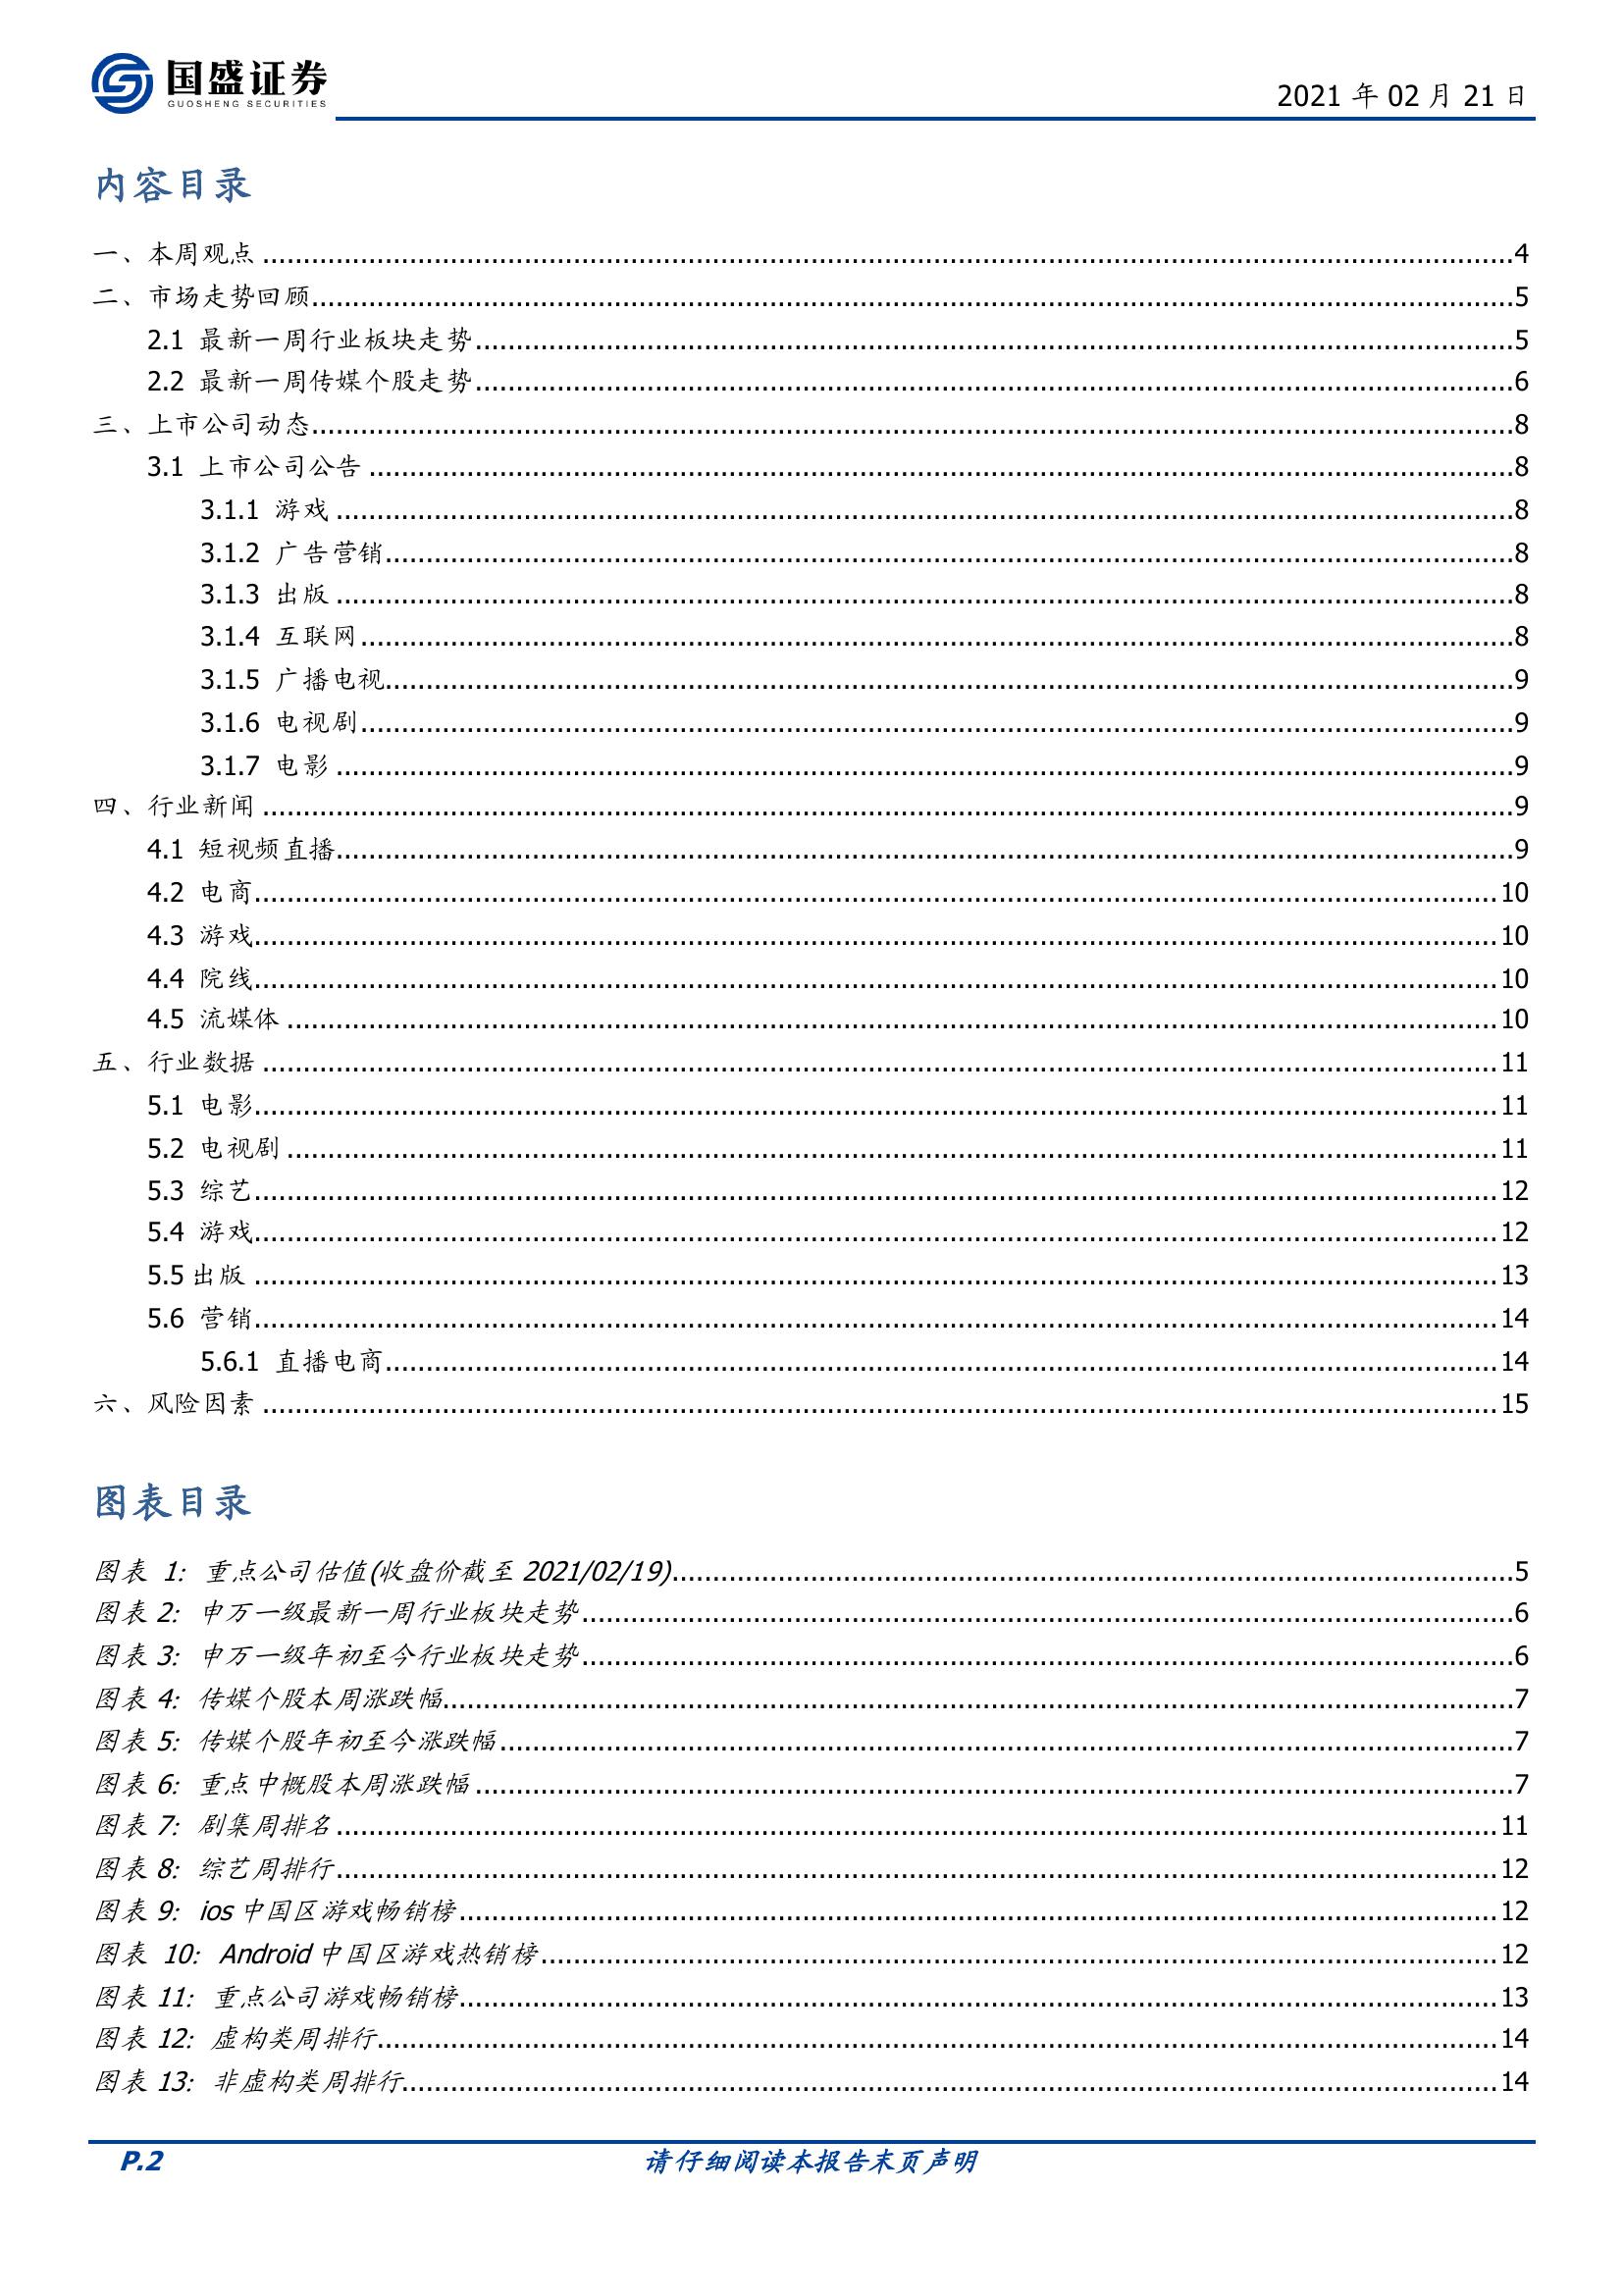 国盛证券
GUOSHENG SECURITIES
2021 年 02 月 21 日
内容目录
一、本周观点 ........................................................................4
二、市场走势回顾........................................................................5
2.1 最新一周行业板块走势........................................................................5
2.2 最新一周传媒个股走势........................................................................6
三、上市公司动态........................................................................8
3.1 上市公司公告 ........................................................................8
3.1.1 游戏 ........................................................................8
3.1.2 广告营销........................................................................8
3.1.3 出版 ........................................................................8
3.1.4 互联网........................................................................8
3.1.5 广播电视........................................................................9
3.1.6 电视剧........................................................................9
3.1.7 电影 ........................................................................9
四、行业新闻 ........................................................................9
4.1 短视频直播........................................................................9
4.2 电商........................................................................10
4.3 游戏........................................................................10
4.4 院线........................................................................10
4.5 流媒体 ........................................................................10
五、行业数据 ........................................................................11
5.1 电影........................................................................11
5.2 电视剧 ........................................................................11
5.3 综艺........................................................................12
5.4 游戏........................................................................12
5.5 出版 ........................................................................13
5.6 营销........................................................................14
5.6.1 直播电商........................................................................14
六、风险因素 ........................................................................15
图表目录
图表 1: 重点公司估值(收盘价截至 2021/02/19)........................................................................5
图表 2: 申万一级最新一周行业板块走势........................................................................6
图表 3: 申万一级年初至今行业板块走势........................................................................6
图表 4: 传媒个股本周涨跌幅........................................................................7
图表 5: 传媒个股年初至今涨跌幅........................................................................7
图表 6: 重点中概股本周涨跌幅........................................................................7
图表 7: 剧集周排名........................................................................11
图表 8: 综艺周排行........................................................................12
图表 9: ios 中国区游戏畅销榜........................................................................12
图表 10: Android 中国区游戏热销榜........................................................................12
图表 11: 重点公司游戏畅销榜........................................................................13
图表 12: 虚构类周排行........................................................................14
图表 13: 非虚构类周排行........................................................................14
P.2 请仔细阅读本报告末页声明